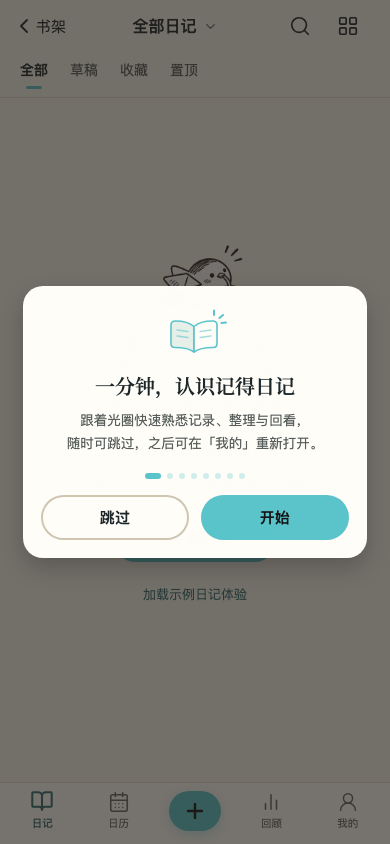 书架
全部日记
全部
草稿
收藏
置顶
一分钟，认识记得日记
跟着光圈快速熟悉记录、整理与回看，
随时可跳过，之后可在「我的」重新打开。
跳过
开始
加载示例日记体验
日记
日历
回顾
我的